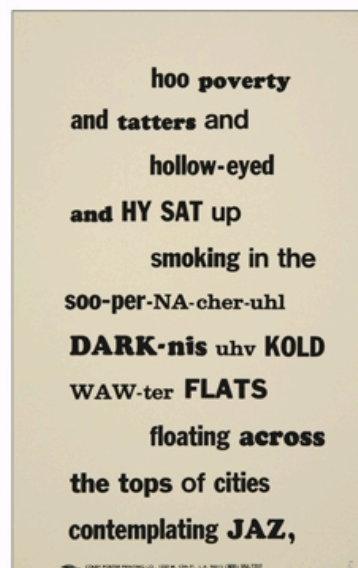 hoo poverty
and tatters and
hollow-eyed
and HY SAT up
smoking in the
soo-per-NA-cher-uhl
DARK-nis uhv KOLD
WAW-ter FLATS
floating across
the tops of cities
contemplating JAZ,